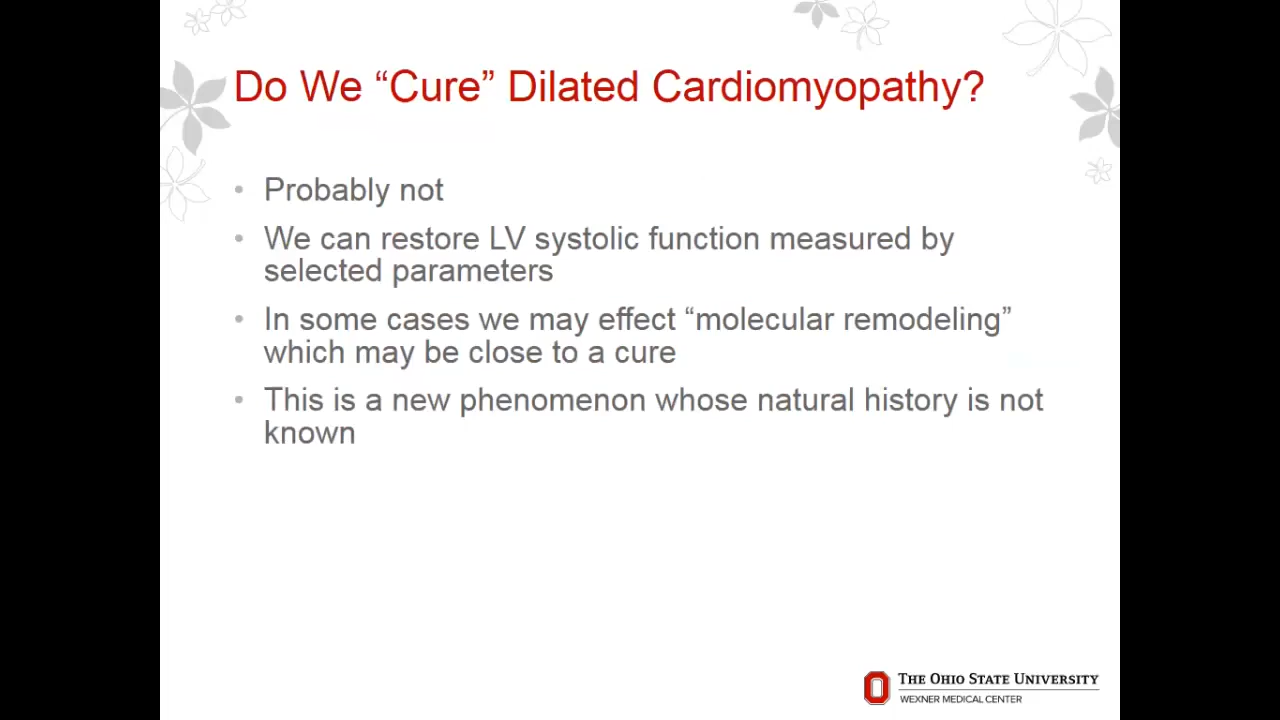 Do We “Cure” Dilated Cardiomyopathy?
• Probably not
• We can restore LV systolic function measured by
selected parameters
• In some cases we may effect “molecular remodeling”
which may be close to a cure
• This is a new phenomenon whose natural history is not
known
THE OHIO STATE UNIVERSITY
WEXNER MEDICAL CENTER